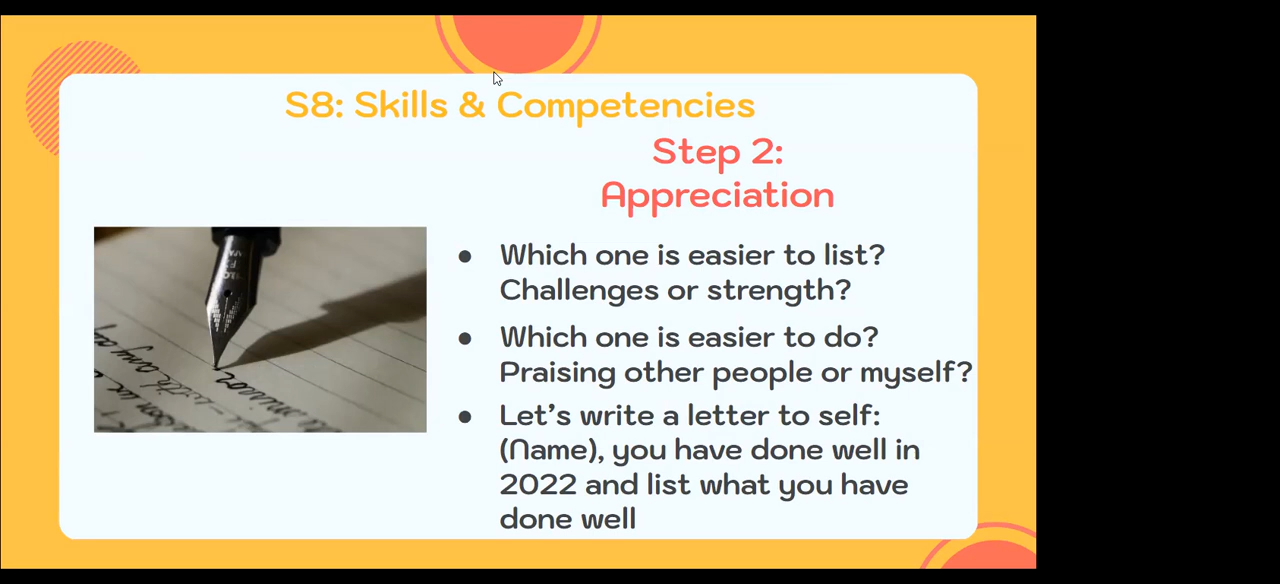 S8: Skills & Competencies
Step 2:
Appreciation
● Which one is easier to list?
Challenges or strength?
● Which one is easier to do?
Praising other people or myself?
● Let's write a letter to self:
(Name), you have done well in
2022 and list what you have
done well